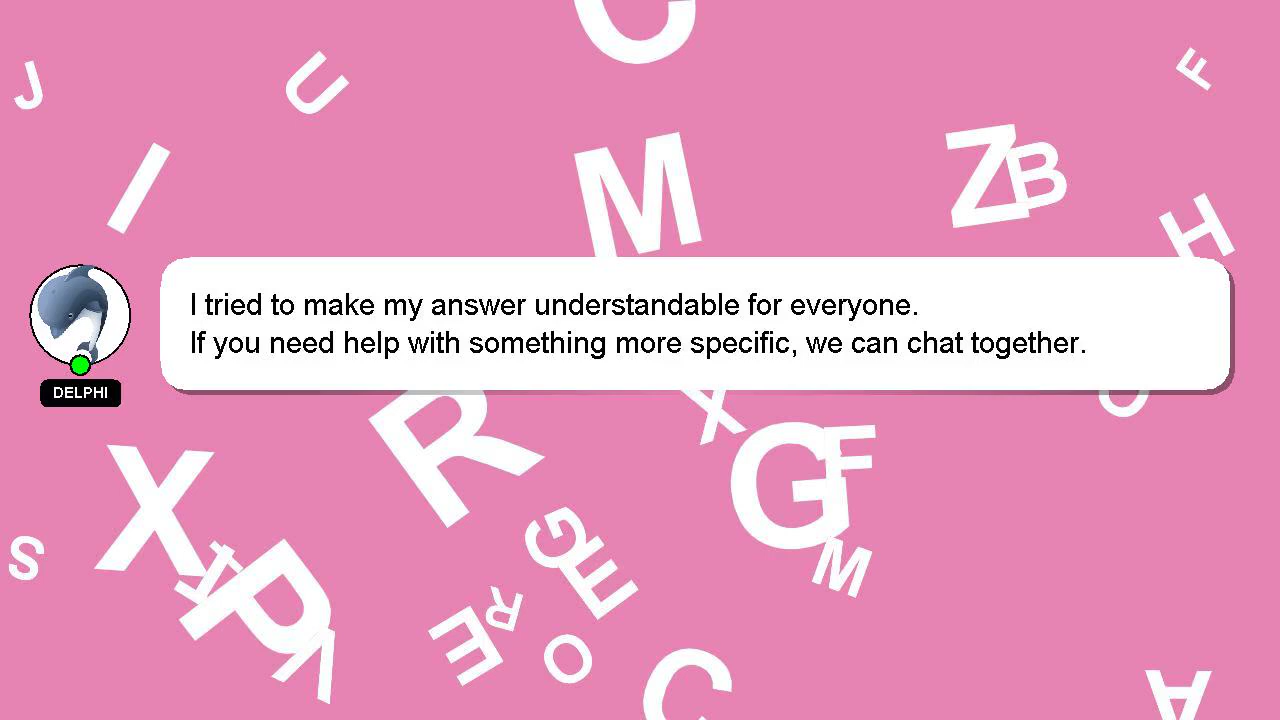 C
J
U
F
I
M
Z
B
H
I tried to make my answer understandable for everyone.
If you need help with something more specific, we can chat together.
DELPHI
R
X
G
F
X
S
P
G
E
M
R
E
V
O
C
A